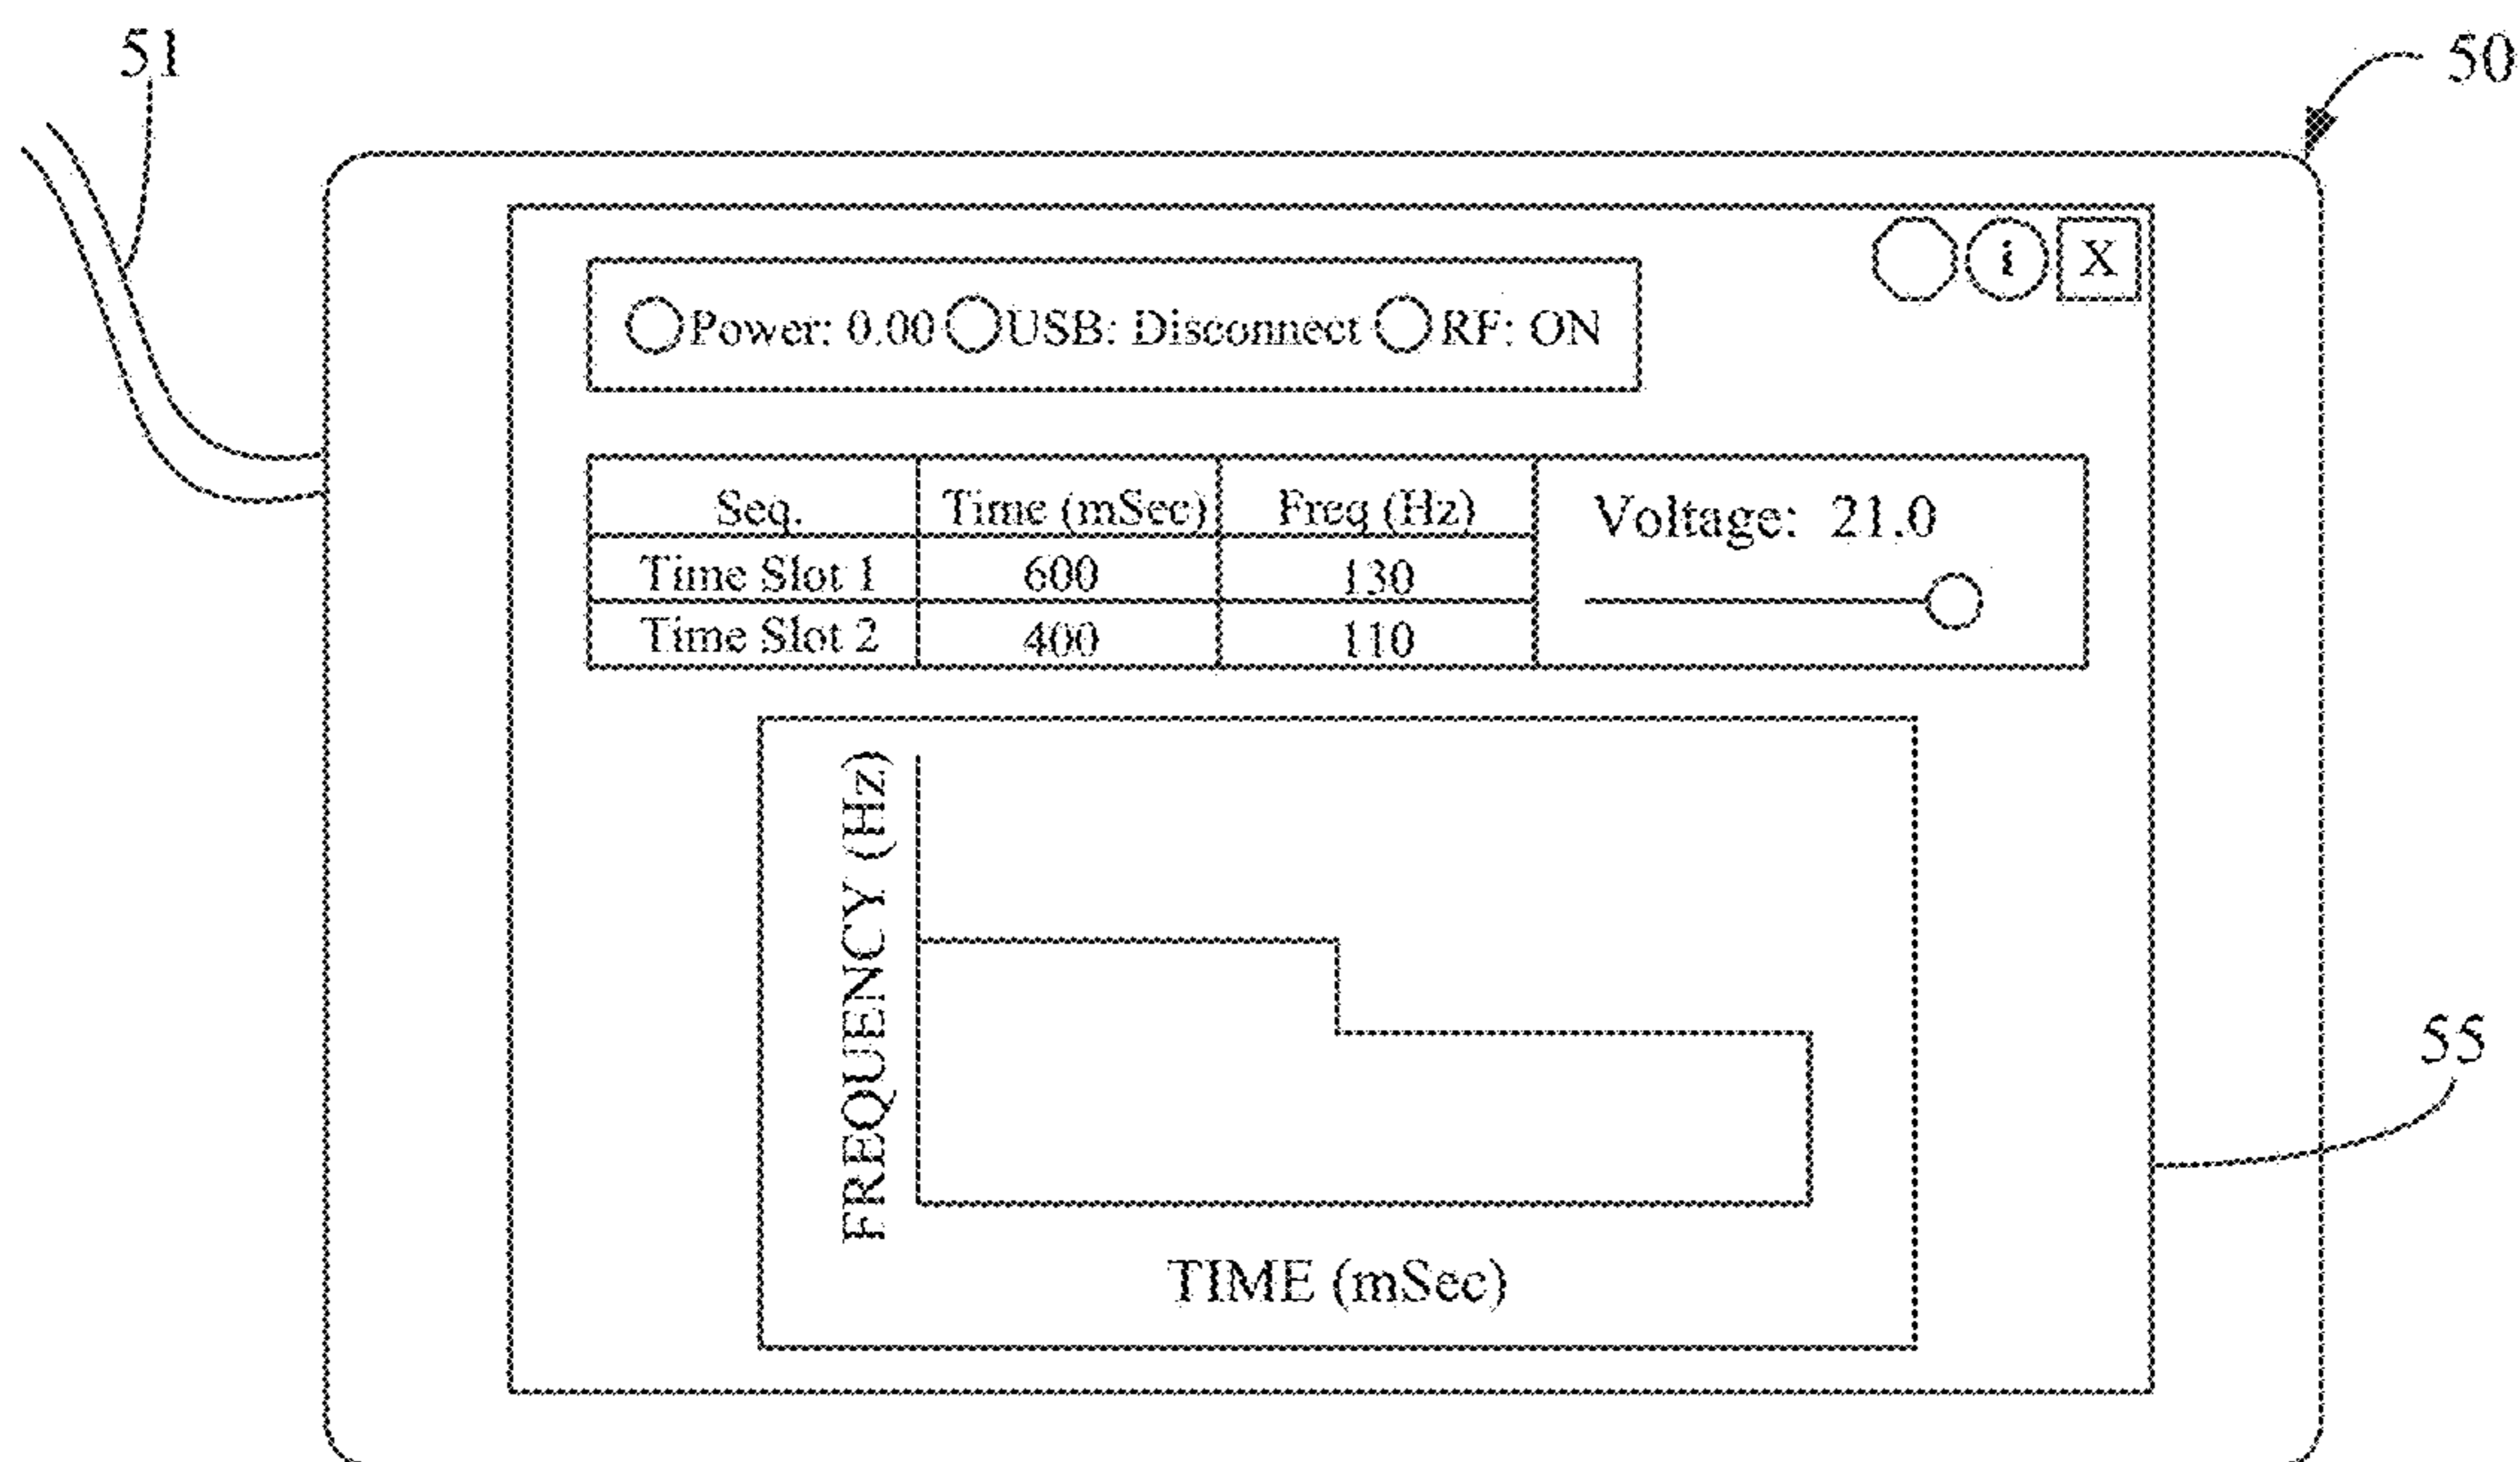 51
50
i X
Power: 0.00 USB: Disconnect RF: ON
Seq. Time (mSec) Freq (Hz) Voltage: 21.0
Time Slot 1 600 130
Time Slot 2 400 110
FREQUENCY (Hz)
55
TIME (mSec)